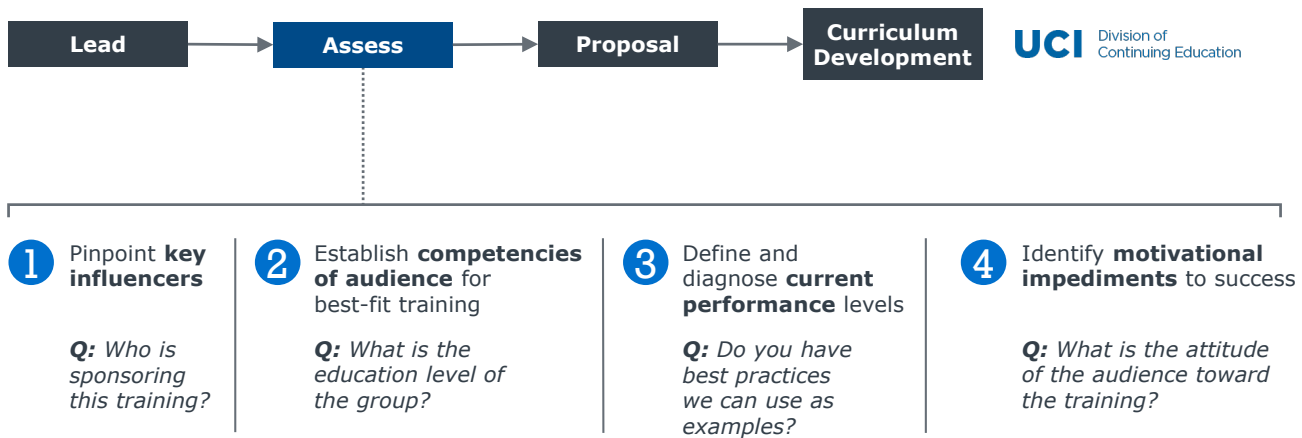 Lead
Assess
Proposal
Curriculum
Development
UCI
Division of
Continuing Education
1
Pinpoint key
influencers
Q: Who is
sponsoring
this training?
2
Establish competencies
of audience for
best-fit training
Q: What is the
education level of
the group?
3
Define and
diagnose current
performance levels
Q: Do you have
best practices
we can use as
examples?
4
Identify motivational
impediments to success
Q: What is the attitude
of the audience toward
the training?